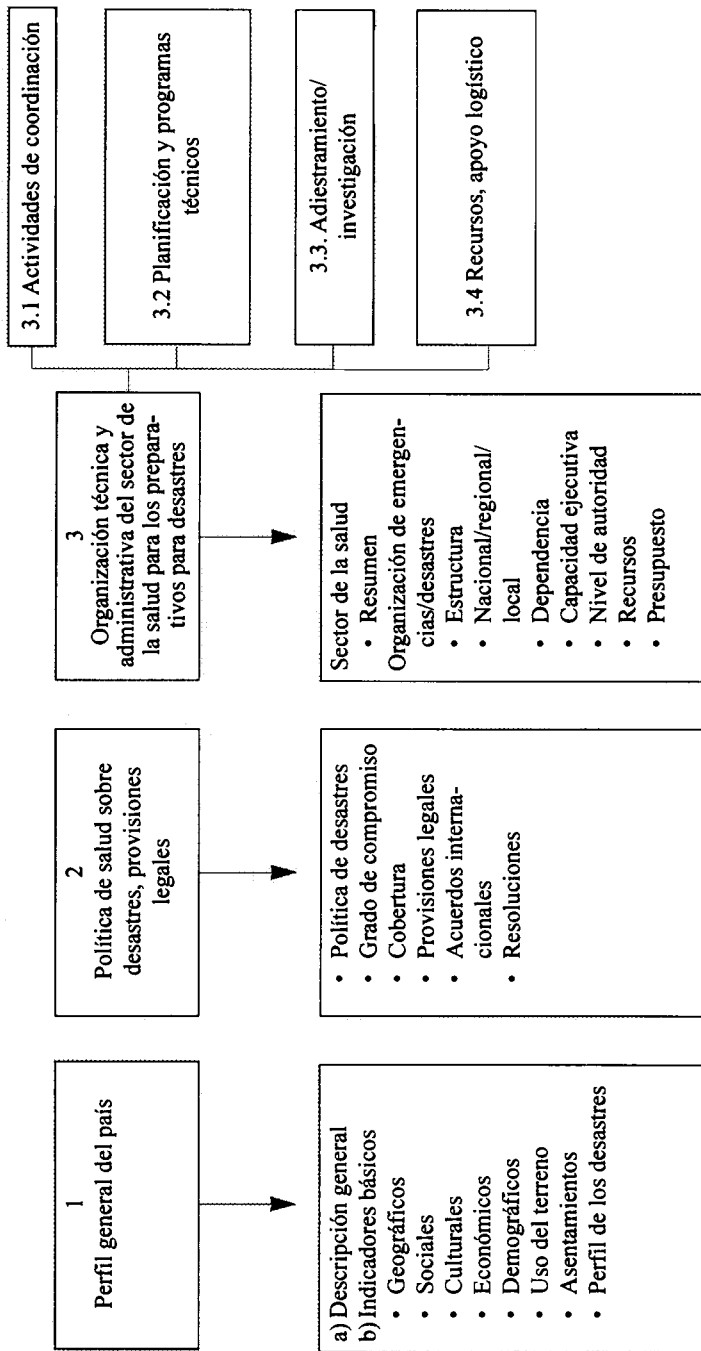 1
Perfil general del país
a) Descripción general
b) Indicadores básicos
• Geográficos
• Sociales
• Culturales
• Económicos
• Demográficos
• Uso del terreno
• Asentamientos
• Perfil de los desastres
2
Política de salud sobre
desastres, provisiones
legales
• Política de desastres
• Grado de compromiso
• Cobertura
• Provisiones legales
• Acuerdos interna-
cionales
• Resoluciones
3
Organización técnica y
administrativa del sector de
la salud para los prepara-
tivos para desastres
Sector de la salud
• Resumen
Organización de emergen-
cias/desastres
• Estructura
• Nacional/regional/
local
• Dependencia
• Capacidad ejecutiva
• Nivel de autoridad
• Recursos
• Presupuesto
3.1 Actividades de coordinación
3.2 Planificación y programas
técnicos
3.3. Adiestramiento/
investigación
3.4 Recursos, apoyo logístico